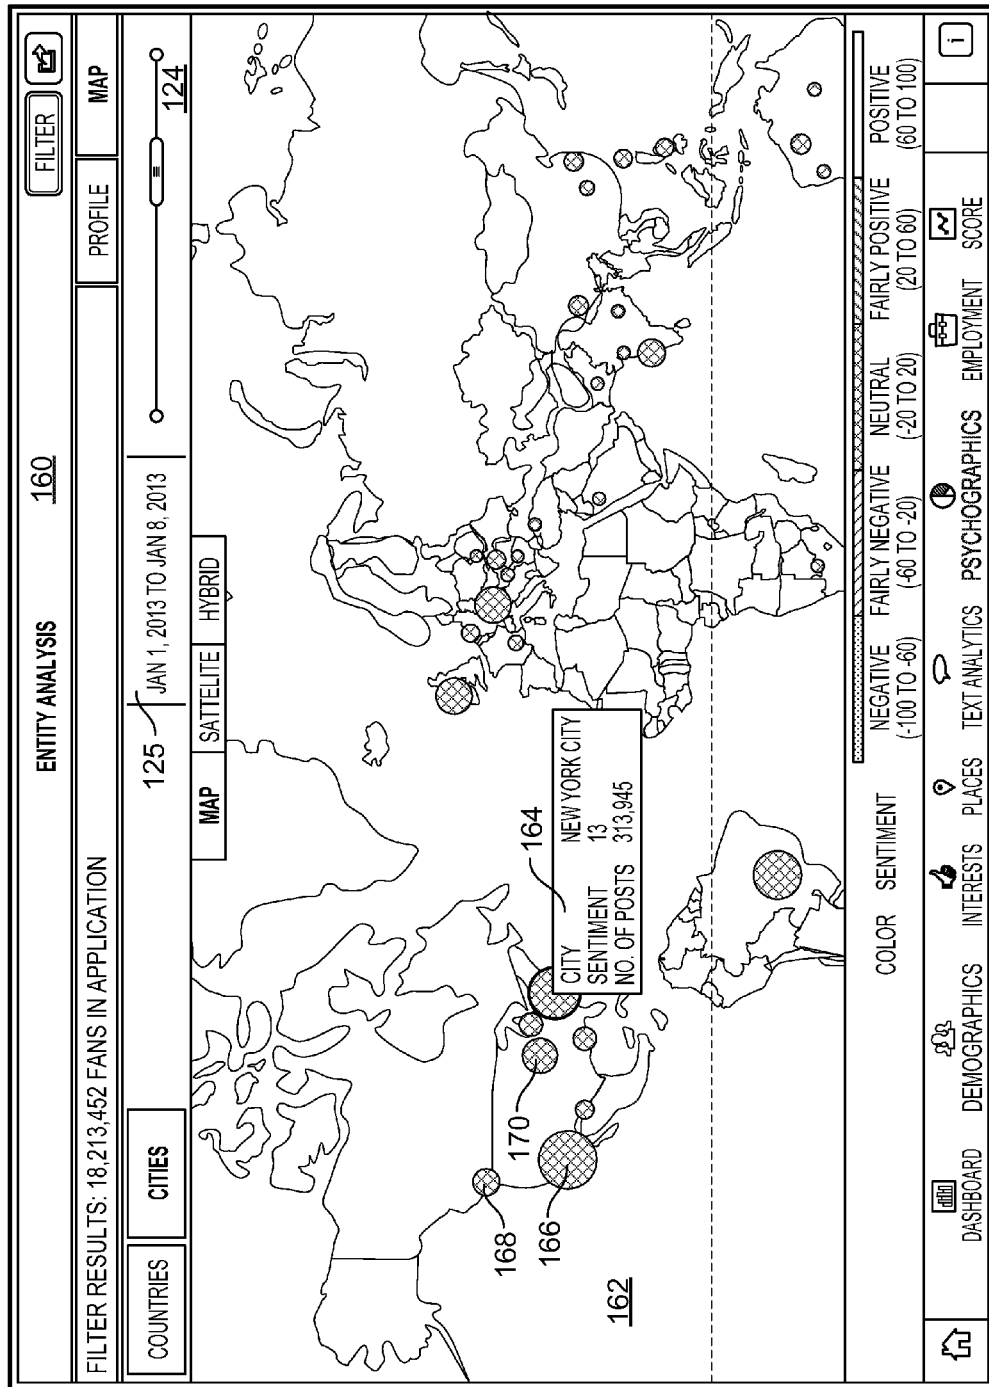 ENTITY ANALYSIS
160
FILTER
FILTER RESULTS: 18,213,452 FANS IN APPLICATION
PROFILE
MAP
COUNTRIES
CITIES
125
JAN 1, 2013 TO JAN 8, 2013
124
MAP
SATTELITE
HYBRID
168
170
166
164
CITY NEW YORK CITY
SENTIMENT 13
NO. OF POSTS 313,945
162
COLOR SENTIMENT
NEGATIVE
(-100 TO -60)
FAIRLY NEGATIVE
(-60 TO -20)
NEUTRAL
(-20 TO 20)
FAIRLY POSITIVE
(20 TO 60)
POSITIVE
(60 TO 100)
DASHBOARD
DEMOGRAPHICS
INTERESTS
PLACES
TEXT ANALYTICS
PSYCHOGRAPHICS
EMPLOYMENT
SCORE
i